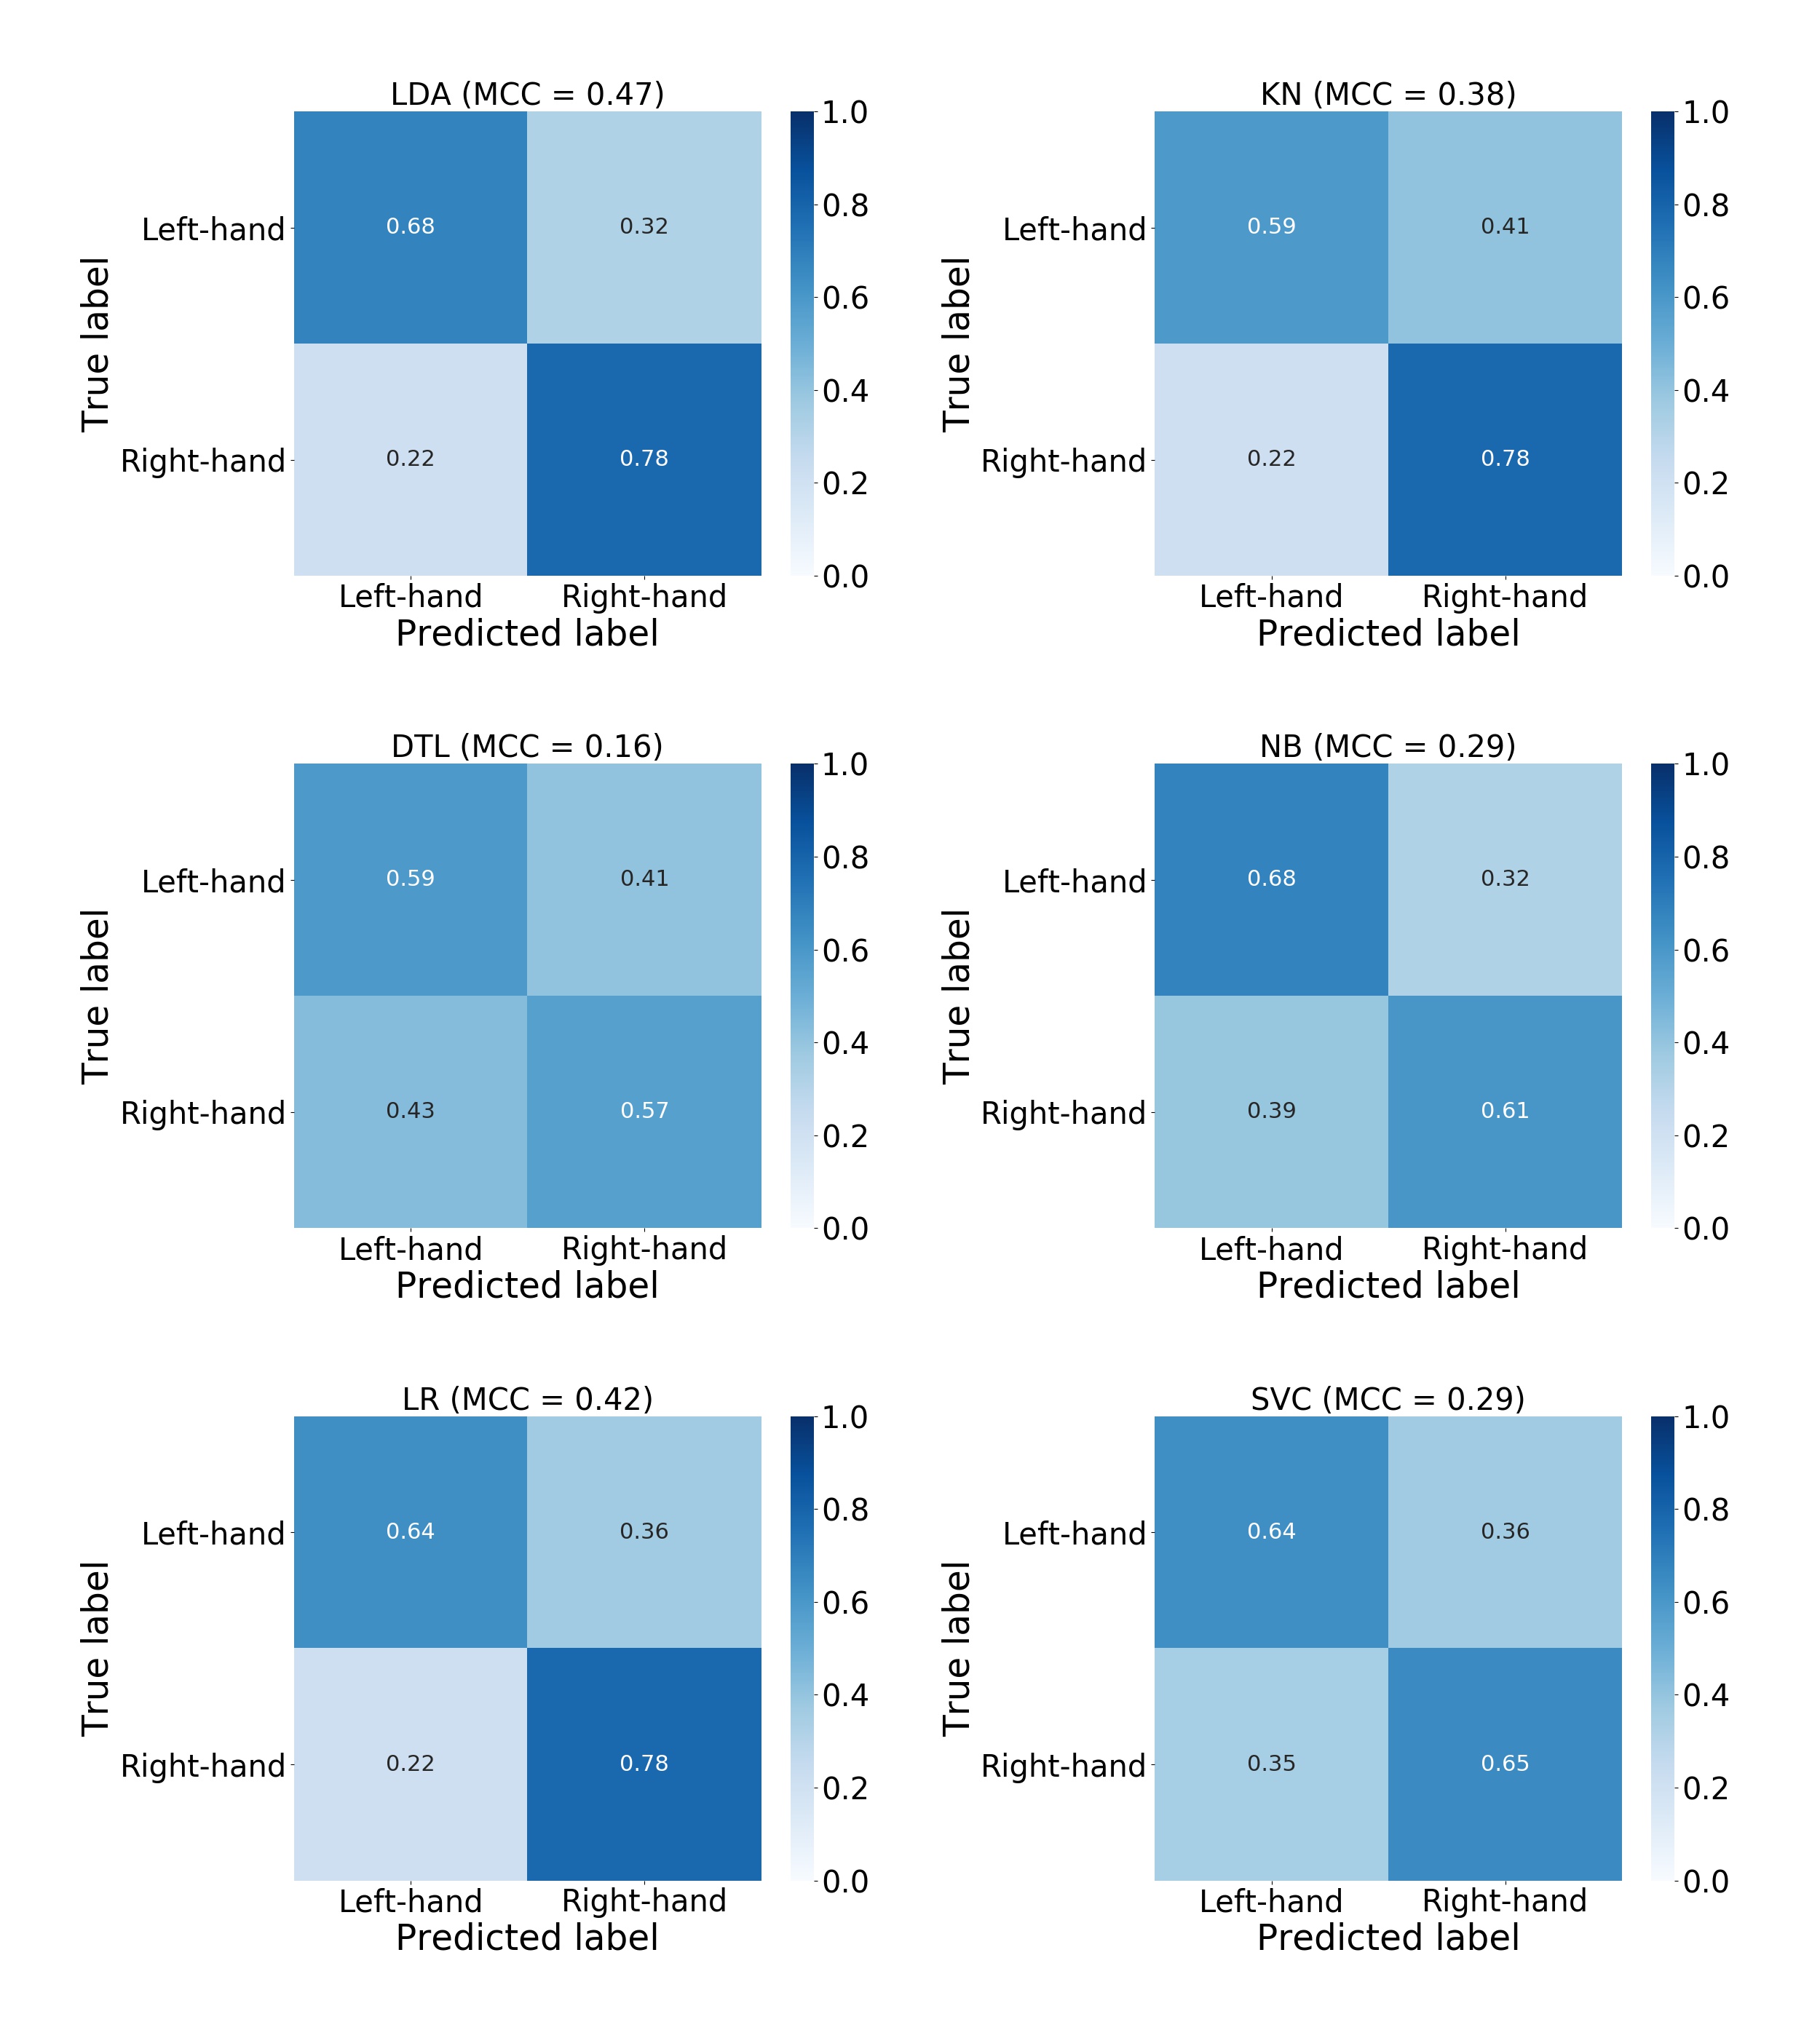 LDA (MCC = 0.47)
True label
Left-hand
Right-hand
0.68
0.32
0.22
0.78
Left-hand
Right-hand
Predicted label
1.0
0.8
0.6
0.4
0.2
0.0
KN (MCC = 0.38)
True label
Left-hand
Right-hand
0.59
0.41
0.22
0.78
Left-hand
Right-hand
Predicted label
1.0
0.8
0.6
0.4
0.2
0.0
DTL (MCC = 0.16)
True label
Left-hand
Right-hand
0.59
0.41
0.43
0.57
Left-hand
Right-hand
Predicted label
1.0
0.8
0.6
0.4
0.2
0.0
NB (MCC = 0.29)
True label
Left-hand
Right-hand
0.68
0.32
0.39
0.61
Left-hand
Right-hand
Predicted label
1.0
0.8
0.6
0.4
0.2
0.0
LR (MCC = 0.42)
True label
Left-hand
Right-hand
0.64
0.36
0.22
0.78
Left-hand
Right-hand
Predicted label
1.0
0.8
0.6
0.4
0.2
0.0
SVC (MCC = 0.29)
True label
Left-hand
Right-hand
0.64
0.36
0.35
0.65
Left-hand
Right-hand
Predicted label
1.0
0.8
0.6
0.4
0.2
0.0